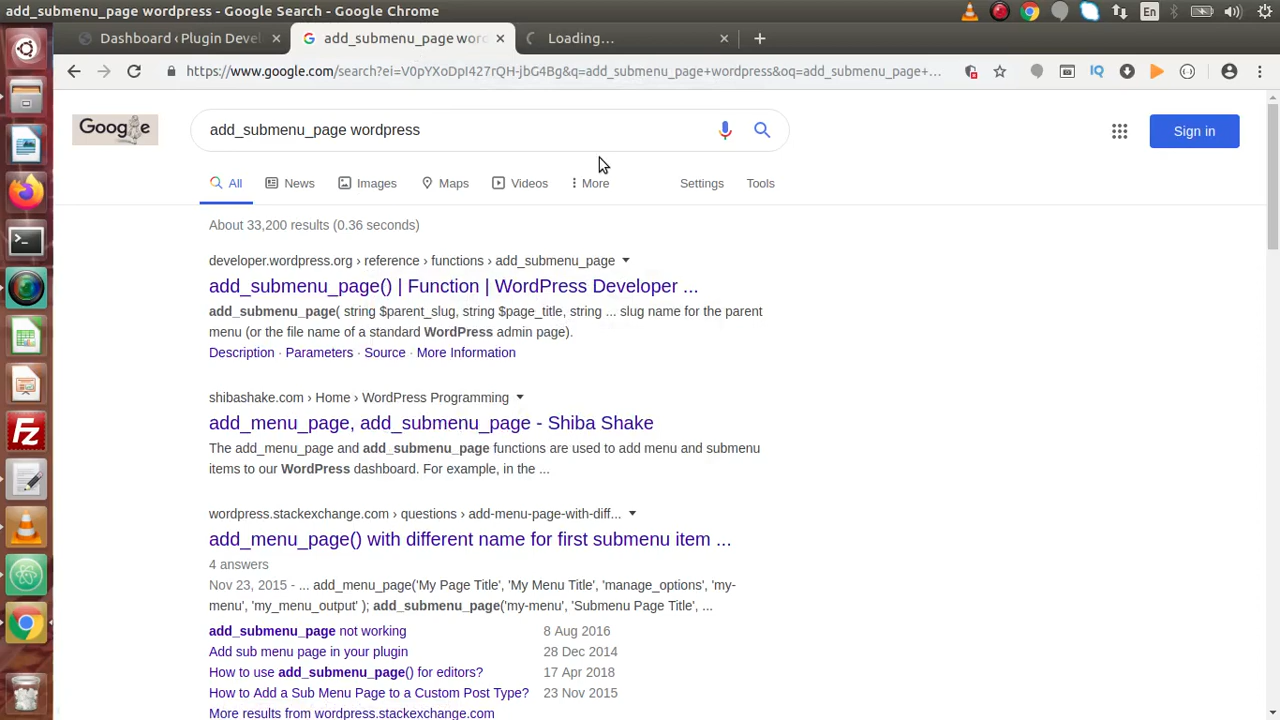 add_submenu_page wordpress - Google Search - Google Chrome
En
Dashboard ‹ Plugin Devel
add_submenu_page word
Loading...
https://www.google.com/search?ei=V0pYXoDpI427rQH-jbG4Bg&q=add_submenu_page+wordpress&oq=add_submenu_page+...
IQ
Google
add_submenu_page wordpress
Sign in
All
News
Images
Maps
Videos
More
Settings
Tools
About 33,200 results (0.36 seconds)
developer.wordpress.org › reference › functions › add_submenu_page
add_submenu_page() | Function | WordPress Developer ...
add_submenu_page( string $parent_slug, string $page_title, string ... slug name for the parent
menu (or the file name of a standard WordPress admin page).
Description · Parameters · Source · More Information
shibashake.com › Home › WordPress Programming
add_menu_page, add_submenu_page - Shiba Shake
The add_menu_page and add_submenu_page functions are used to add menu and submenu
items to our WordPress dashboard. For example, in the ...
wordpress.stackexchange.com › questions › add-menu-page-with-diff...
add_menu_page() with different name for first submenu item ...
4 answers
Nov 23, 2015 - ... add_menu_page('My Page Title', 'My Menu Title', 'manage_options', 'my-
menu', 'my_menu_output' ); add_submenu_page('my-menu', 'Submenu Page Title', ...
add_submenu_page not working 8 Aug 2016
Add sub menu page in your plugin 28 Dec 2014
How to use add_submenu_page() for editors? 17 Apr 2018
How to Add a Sub Menu Page to a Custom Post Type? 23 Nov 2015
More results from wordpress.stackexchange.com